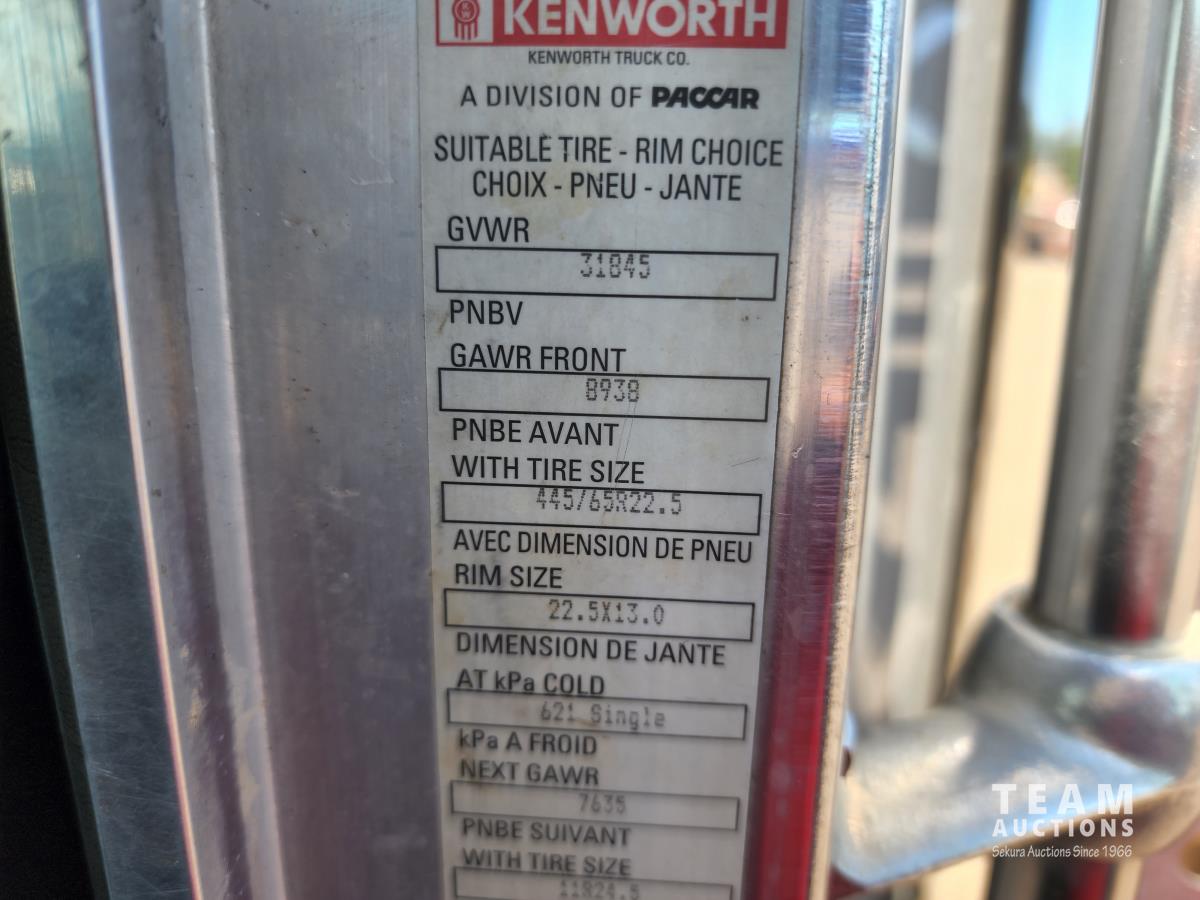 KW
KENWORTH
KENWORTH TRUCK CO.
A DIVISION OF PACCAR
SUITABLE TIRE - RIM CHOICE
CHOIX - PNEU - JANTE
GVWR
31845
PNBV
GAWR FRONT
8938
PNBE AVANT
WITH TIRE SIZE
445/65R22.5
AVEC DIMENSION DE PNEU
RIM SIZE
22.5X13.0
DIMENSION DE JANTE
AT kPa COLD
621 Single
kPa A FROID
NEXT GAWR
7635
PNBE SUIVANT
WITH TIRE SIZE
11R24.5
TEAM
AUCTIONS
Sekura Auctions Since 1966